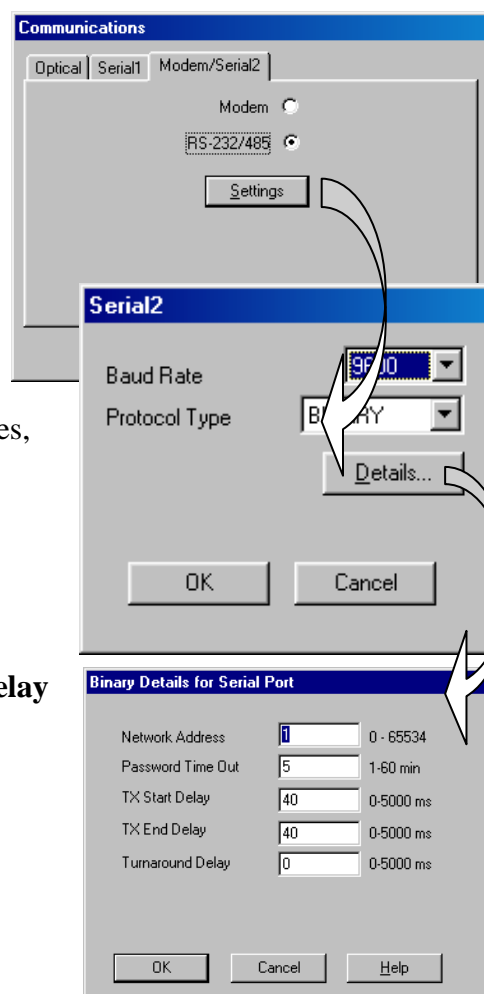 Communications
Optical Serial1 Modem/Serial2
Modem
RS-232/485
Settings
Serial2
Baud Rate
Protocol Type
es,
Details...
OK Cancel
elay
Binary Details for Serial Port
Network Address 1 0 - 65534
Password Time Out 5 1-60 min
TX Start Delay 40 0-5000 ms
TX End Delay 40 0-5000 ms
Turnaround Delay 0 0-5000 ms
OK Cancel Help